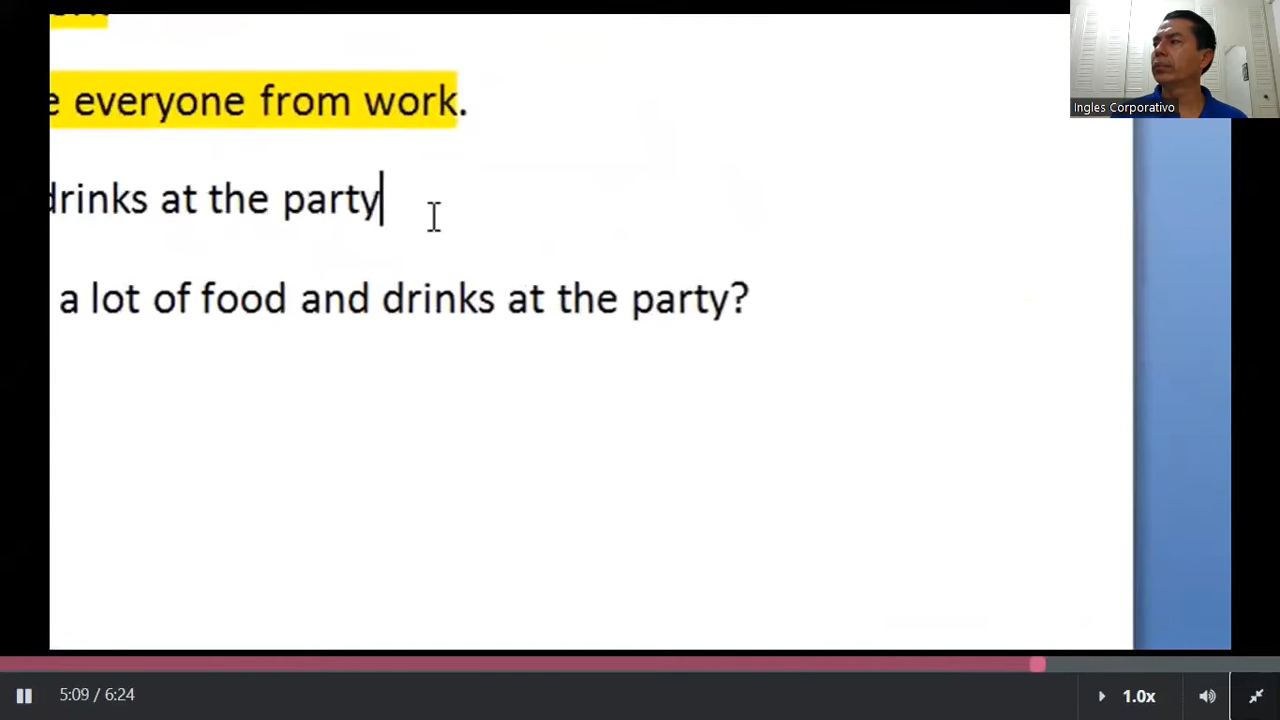 everyone from work.
Ingles Corporativo
drinks at the party
a lot of food and drinks at the party?
5:09 / 6:24
1.0x